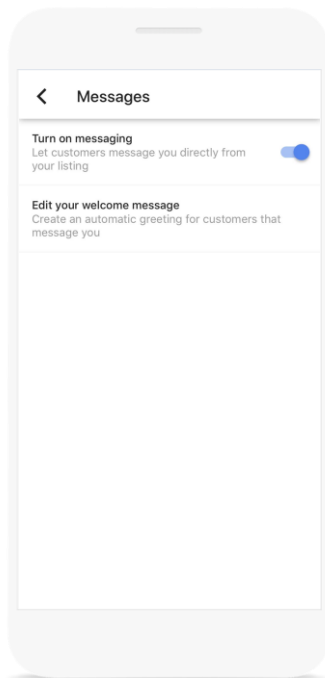 Messages
Turn on messaging
Let customers message you directly from
your listing
Edit your welcome message
Create an automatic greeting for customers that
message you